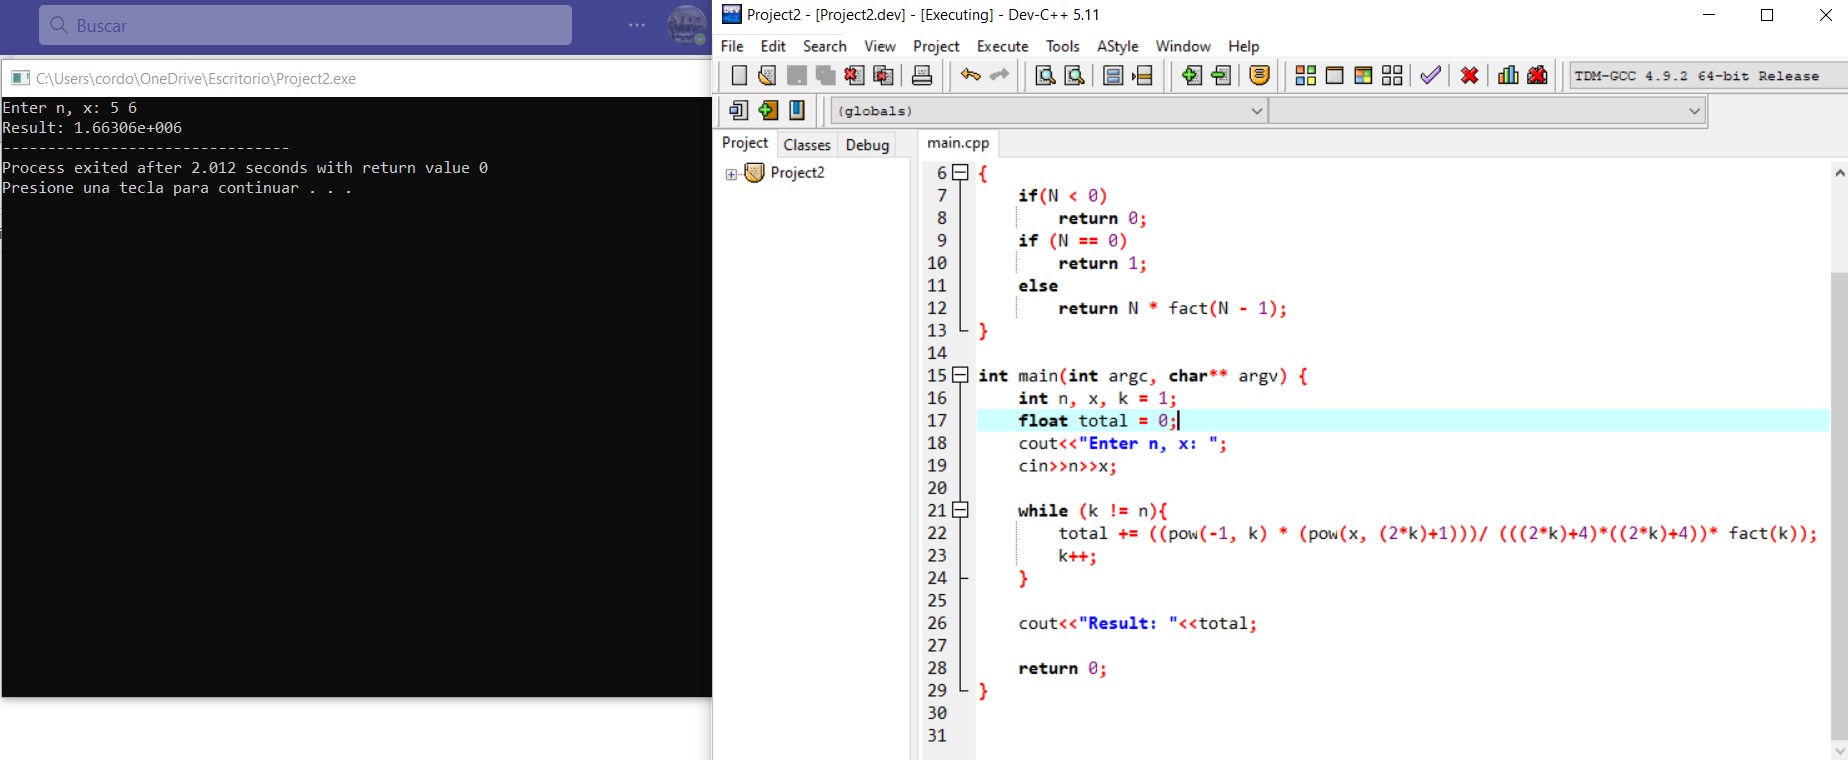 Buscar
C:\Users\cordo\OneDrive\Escritorio\Project2.exe
Enter n, x: 5 6
Result: 1.66306e+006
--------------------------------
Process exited after 2.012 seconds with return value 0
Presione una tecla para continuar . . .
Project2 - [Project2.dev] - [Executing] - Dev-C++ 5.11
File Edit Search View Project Execute Tools AStyle Window Help
TDM-GCC 4.9.2 64-bit Release
(globals)
Project Classes Debug
Project2
main.cpp
6 {
7 if(N < 0)
8 return 0;
9 if (N == 0)
10 return 1;
11 else
12 return N * fact(N - 1);
13 }
14
15 int main(int argc, char** argv) {
16 int n, x, k = 1;
17 float total = 0;
18 cout<<"Enter n, x: ";
19 cin>>n>>x;
20
21 while (k != n){
22 total += ((pow(-1, k) * (pow(x, (2*k)+1)))/ (((2*k)+4)*((2*k)+4))* fact(k));
23 k++;
24 }
25
26 cout<<"Result: "<<total;
27
28 return 0;
29 }
30
31